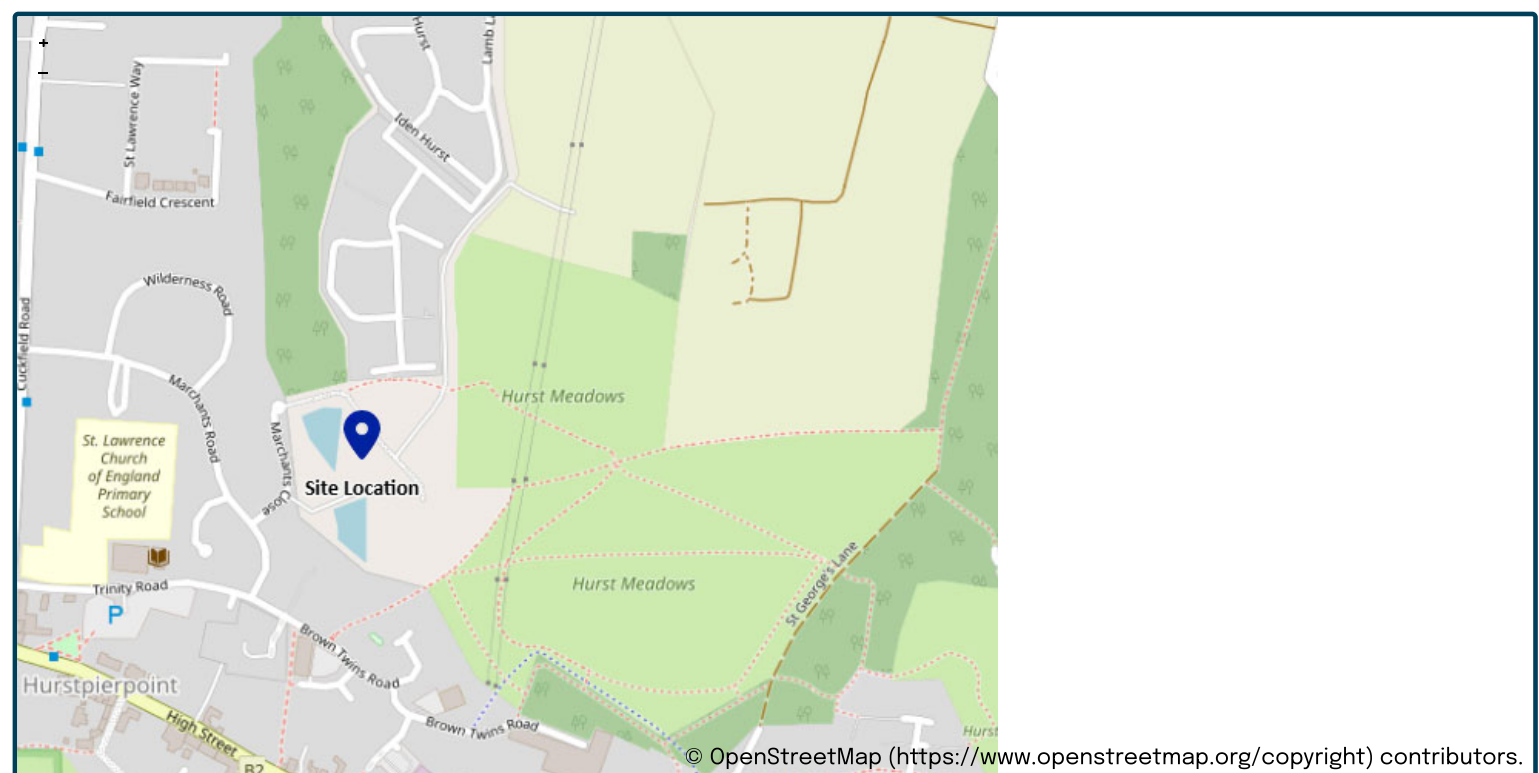 +
−
Hurst
Lamb L
St Lawrence Way
Iden Hurst
Fairfield Crescent
Wilderness Road
Cuckfield Road
Marchants Road
Hurst Meadows
St. Lawrence
Church
of England
Primary
School
Marchants Close
Site Location
Trinity Road
P
Hurst Meadows
St George's Lane
Brown Twins Road
Hurstpierpoint
High Street
Brown Twins Road
Hurst
B2
© OpenStreetMap (https://www.openstreetmap.org/copyright) contributors.